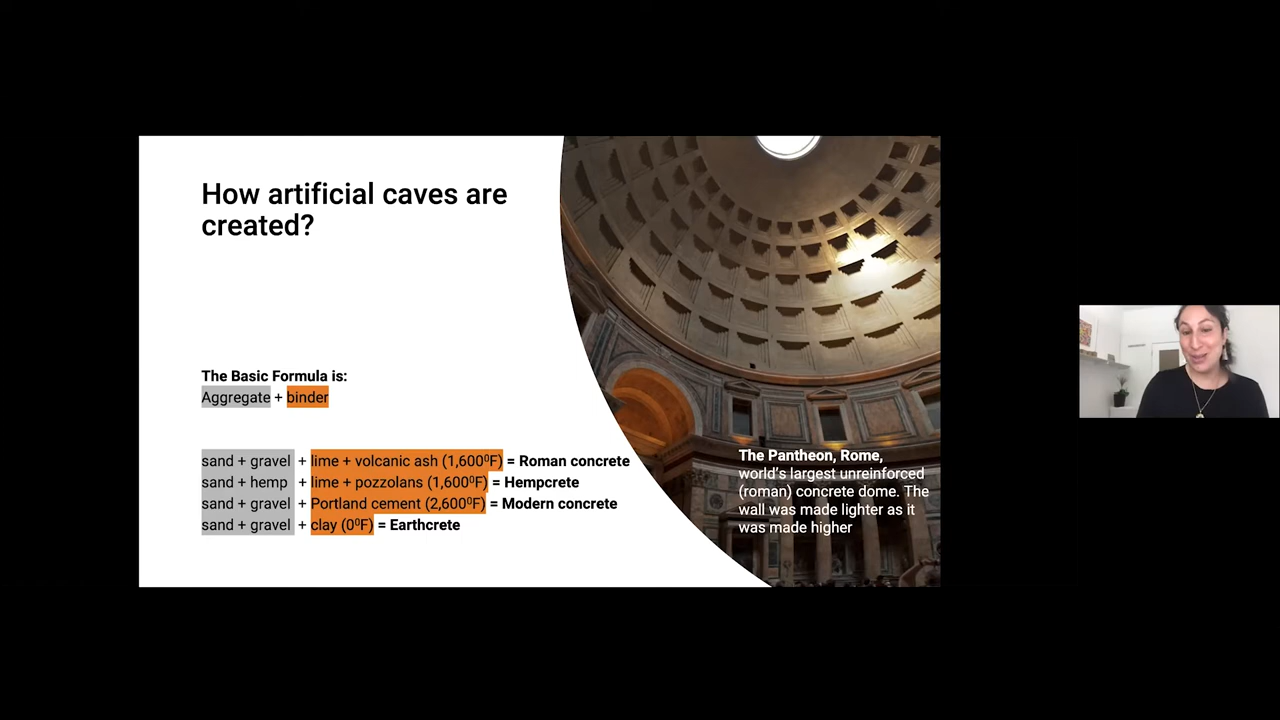 How artificial caves are
created?
The Basic Formula is:
Aggregate + binder
sand + gravel + lime + volcanic ash (1,600⁰F) = Roman concrete
sand + hemp + lime + pozzolans (1,600⁰F) = Hempcrete
sand + gravel + Portland cement (2,600⁰F) = Modern concrete
sand + gravel + clay (0⁰F) = Earthcrete
The Pantheon, Rome,
world's largest unreinforced
(roman) concrete dome. The
wall was made lighter as it
was made higher